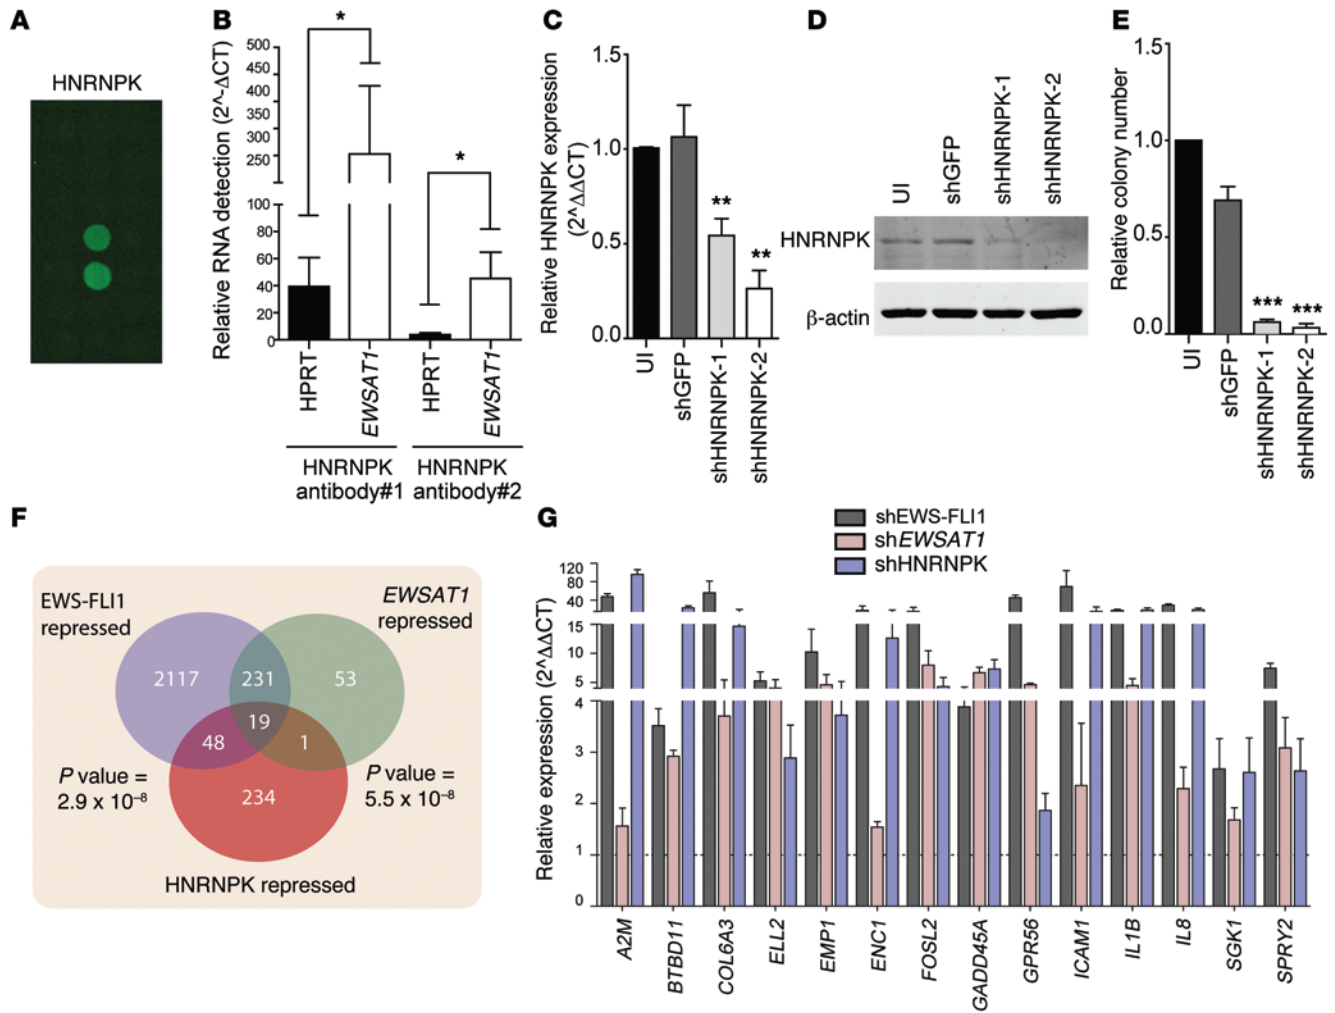 A
HNRNPK
B
Relative RNA detection (2^-ΔCT)
500
450
350
300
250
100
80
60
40
20
0
*
*
HPRT
EWSAT1
HPRT
EWSAT1
HNRNPK
antibody#1
HNRNPK
antibody#2
C
Relative HNRNPK expression
(2^ΔΔCT)
1.5
1.0
0.5
0.0
**
**
UI
shGFP
shHNRNPK-1
shHNRNPK-2
D
UI
shGFP
shHNRNPK-1
shHNRNPK-2
HNRNPK
β-actin
E
Relative colony number
1.5
1.0
0.5
0.0
***
***
UI
shGFP
shHNRNPK-1
shHNRNPK-2
F
EWS-FLI1
repressed
EWSAT1
repressed
2117
231
53
19
48
1
234
P value =
2.9 x 10⁻⁸
P value =
5.5 x 10⁻⁸
HNRNPK repressed
G
shEWS-FLI1
shEWSAT1
shHNRNPK
Relative expression (2^ΔΔCT)
120
80
40
15
10
5
4
3
2
1
0
A2M
BTBD11
COL6A3
ELL2
EMP1
ENC1
FOSL2
GADD45A
GPR56
ICAM1
IL1B
IL8
SGK1
SPRY2